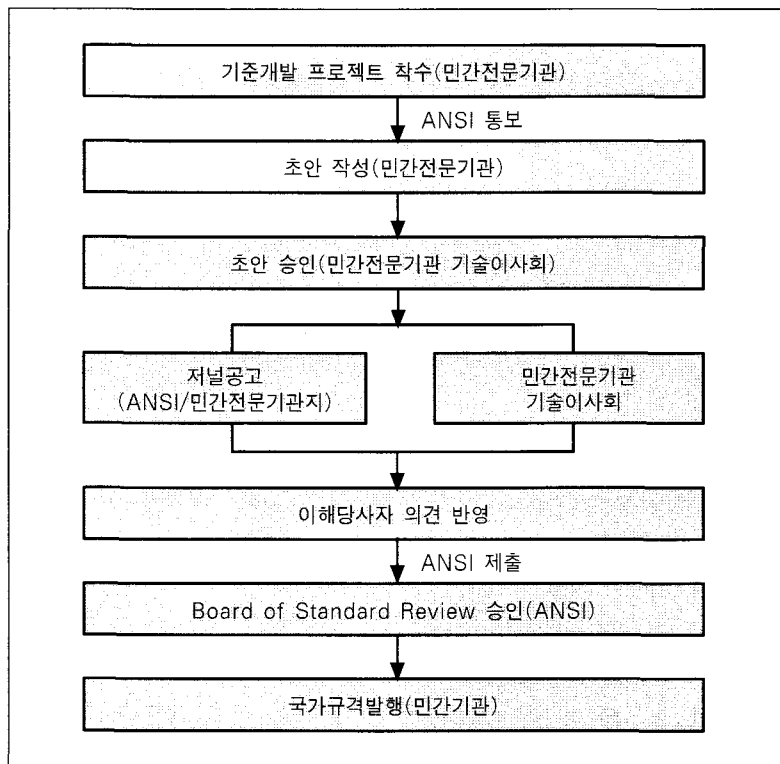 기준개발 프로젝트 착수(민간전문기관)
ANSI 통보
초안 작성(민간전문기관)
초안 승인(민간전문기관 기술이사회)
저널공고
(ANSI/민간전문기관지)
민간전문기관
기술이사회
이해당사자 의견 반영
ANSI 제출
Board of Standard Review 승인(ANSI)
국가규격발행(민간기관)